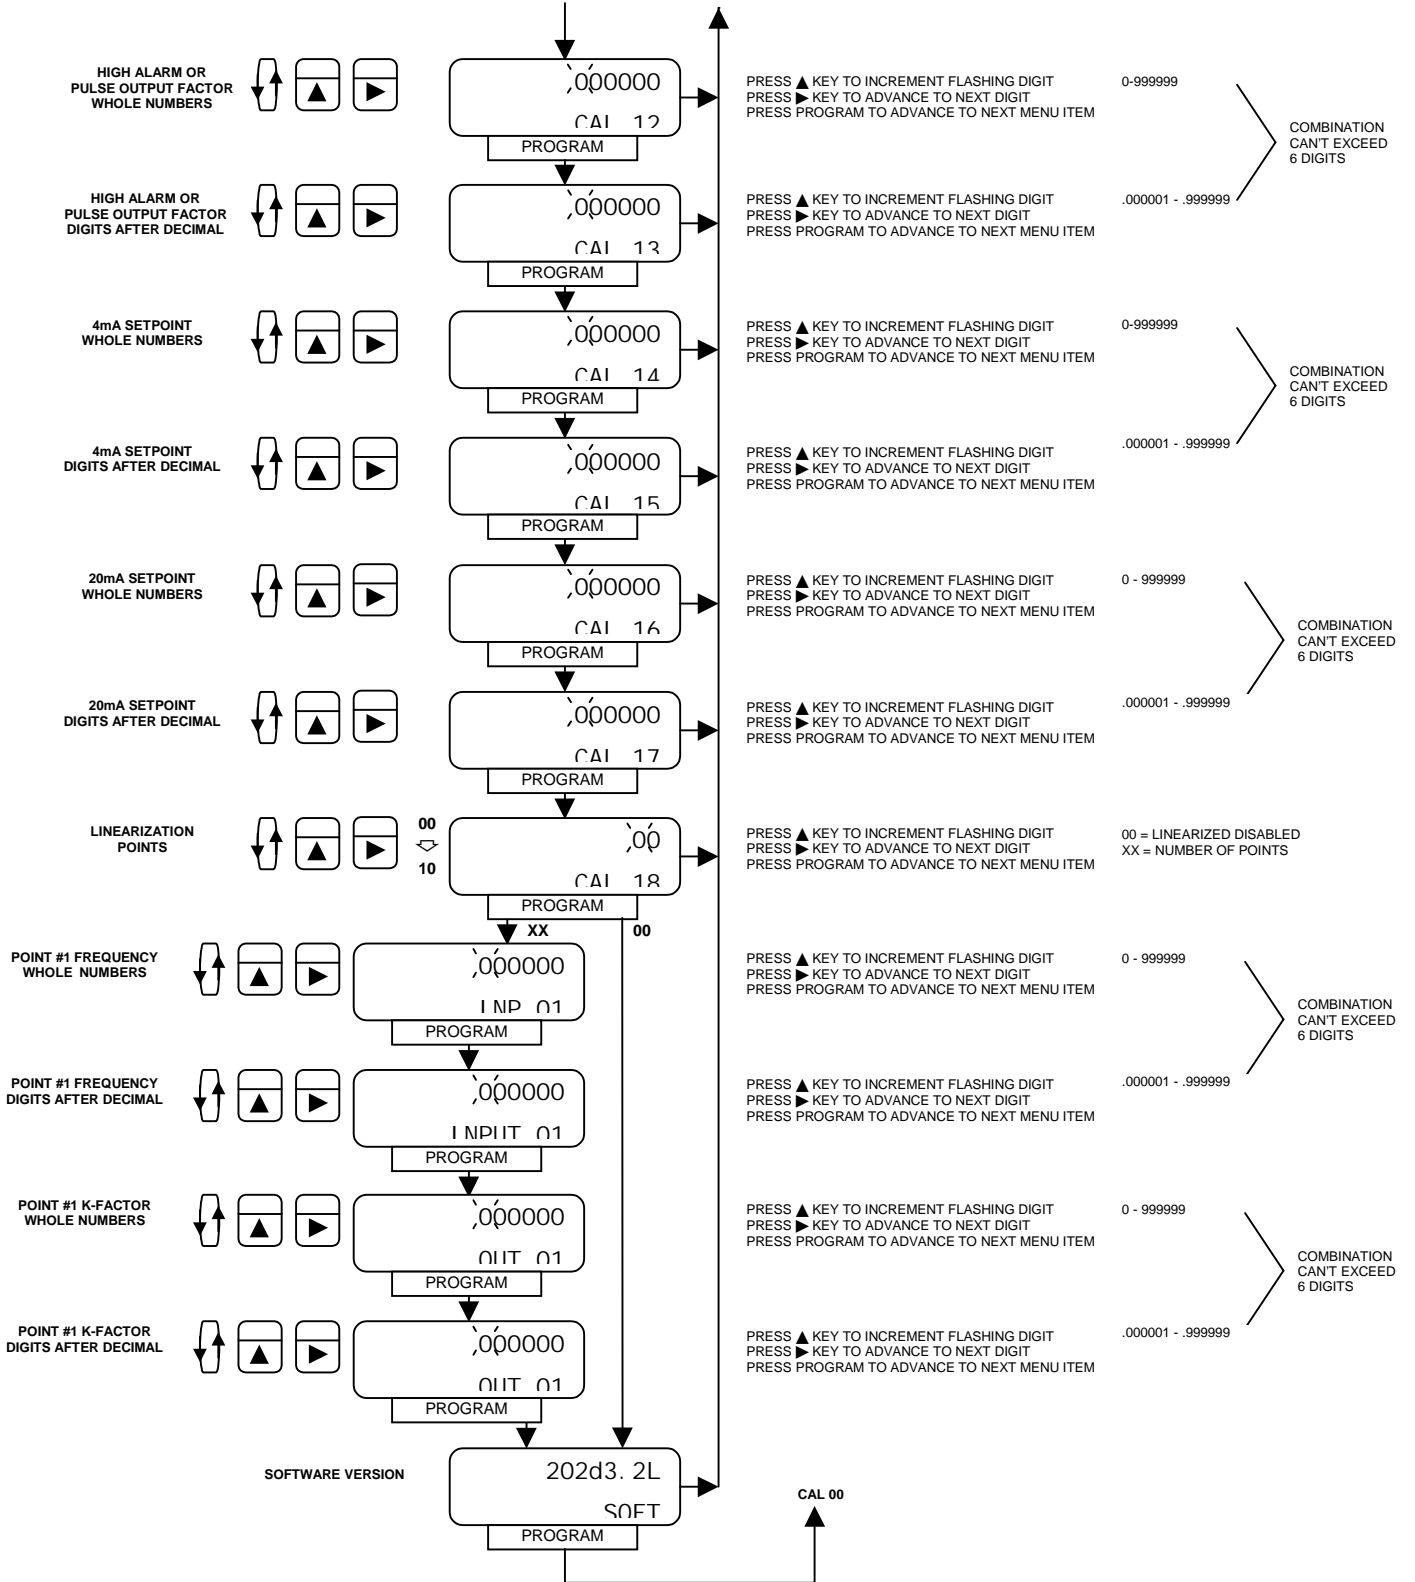 HIGH ALARM OR
PULSE OUTPUT FACTOR
WHOLE NUMBERS
000000
CAL 12
PROGRAM
PRESS ▲ KEY TO INCREMENT FLASHING DIGIT
PRESS ▶ KEY TO ADVANCE TO NEXT DIGIT
PRESS PROGRAM TO ADVANCE TO NEXT MENU ITEM
0-999999
COMBINATION
CAN'T EXCEED
6 DIGITS
HIGH ALARM OR
PULSE OUTPUT FACTOR
DIGITS AFTER DECIMAL
000000
CAL 13
PROGRAM
PRESS ▲ KEY TO INCREMENT FLASHING DIGIT
PRESS ▶ KEY TO ADVANCE TO NEXT DIGIT
PRESS PROGRAM TO ADVANCE TO NEXT MENU ITEM
.000001 - .999999
4mA SETPOINT
WHOLE NUMBERS
000000
CAL 14
PROGRAM
PRESS ▲ KEY TO INCREMENT FLASHING DIGIT
PRESS ▶ KEY TO ADVANCE TO NEXT DIGIT
PRESS PROGRAM TO ADVANCE TO NEXT MENU ITEM
0-999999
COMBINATION
CAN'T EXCEED
6 DIGITS
4mA SETPOINT
DIGITS AFTER DECIMAL
000000
CAL 15
PROGRAM
PRESS ▲ KEY TO INCREMENT FLASHING DIGIT
PRESS ▶ KEY TO ADVANCE TO NEXT DIGIT
PRESS PROGRAM TO ADVANCE TO NEXT MENU ITEM
.000001 - .999999
20mA SETPOINT
WHOLE NUMBERS
000000
CAL 16
PROGRAM
PRESS ▲ KEY TO INCREMENT FLASHING DIGIT
PRESS ▶ KEY TO ADVANCE TO NEXT DIGIT
PRESS PROGRAM TO ADVANCE TO NEXT MENU ITEM
0 - 999999
COMBINATION
CAN'T EXCEED
6 DIGITS
20mA SETPOINT
DIGITS AFTER DECIMAL
000000
CAL 17
PROGRAM
PRESS ▲ KEY TO INCREMENT FLASHING DIGIT
PRESS ▶ KEY TO ADVANCE TO NEXT DIGIT
PRESS PROGRAM TO ADVANCE TO NEXT MENU ITEM
.000001 - .999999
LINEARIZATION
POINTS
00
10
00
CAL 18
PROGRAM
PRESS ▲ KEY TO INCREMENT FLASHING DIGIT
PRESS ▶ KEY TO ADVANCE TO NEXT DIGIT
PRESS PROGRAM TO ADVANCE TO NEXT MENU ITEM
00 = LINEARIZED DISABLED
XX = NUMBER OF POINTS
XX
00
POINT #1 FREQUENCY
WHOLE NUMBERS
000000
INP 01
PROGRAM
PRESS ▲ KEY TO INCREMENT FLASHING DIGIT
PRESS ▶ KEY TO ADVANCE TO NEXT DIGIT
PRESS PROGRAM TO ADVANCE TO NEXT MENU ITEM
0 - 999999
COMBINATION
CAN'T EXCEED
6 DIGITS
POINT #1 FREQUENCY
DIGITS AFTER DECIMAL
000000
INPUT 01
PROGRAM
PRESS ▲ KEY TO INCREMENT FLASHING DIGIT
PRESS ▶ KEY TO ADVANCE TO NEXT DIGIT
PRESS PROGRAM TO ADVANCE TO NEXT MENU ITEM
.000001 - .999999
POINT #1 K-FACTOR
WHOLE NUMBERS
000000
OUT 01
PROGRAM
PRESS ▲ KEY TO INCREMENT FLASHING DIGIT
PRESS ▶ KEY TO ADVANCE TO NEXT DIGIT
PRESS PROGRAM TO ADVANCE TO NEXT MENU ITEM
0 - 999999
COMBINATION
CAN'T EXCEED
6 DIGITS
POINT #1 K-FACTOR
DIGITS AFTER DECIMAL
000000
OUT 01
PROGRAM
PRESS ▲ KEY TO INCREMENT FLASHING DIGIT
PRESS ▶ KEY TO ADVANCE TO NEXT DIGIT
PRESS PROGRAM TO ADVANCE TO NEXT MENU ITEM
.000001 - .999999
SOFTWARE VERSION
202d3. 2L
SOFT
PROGRAM
CAL 00